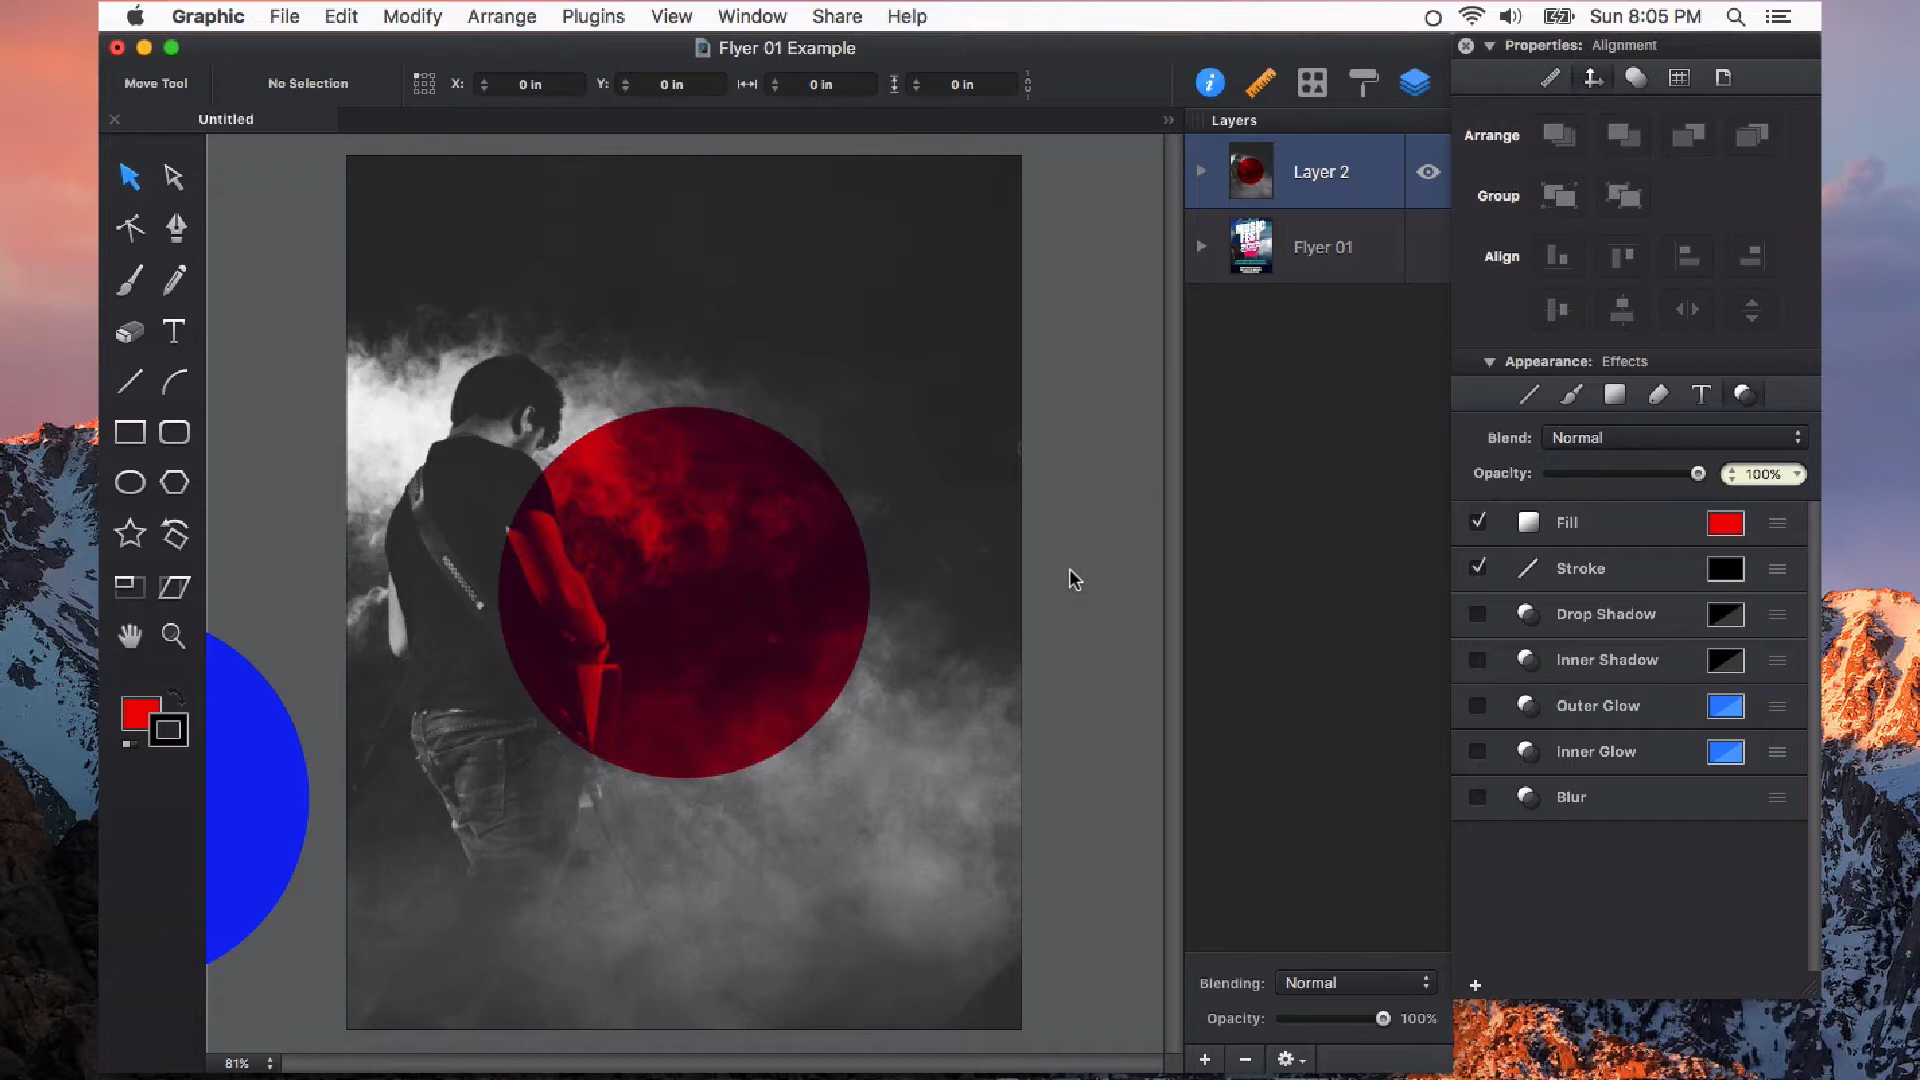 Graphic File Edit Modify Arrange Plugins View Window Share Help Sun 8:05 PM
Flyer 01 Example
Properties: Alignment
Move Tool No Selection X: 0 in Y: 0 in 0 in 0 in
Untitled
Layers
Layer 2
Flyer 01
MUSIC
FEST
Arrange
Group
Align
Appearance: Effects
Blend: Normal
Opacity: 100%
Fill
Stroke
Drop Shadow
Inner Shadow
Outer Glow
Inner Glow
Blur
Blending: Normal
Opacity: 100%
81%